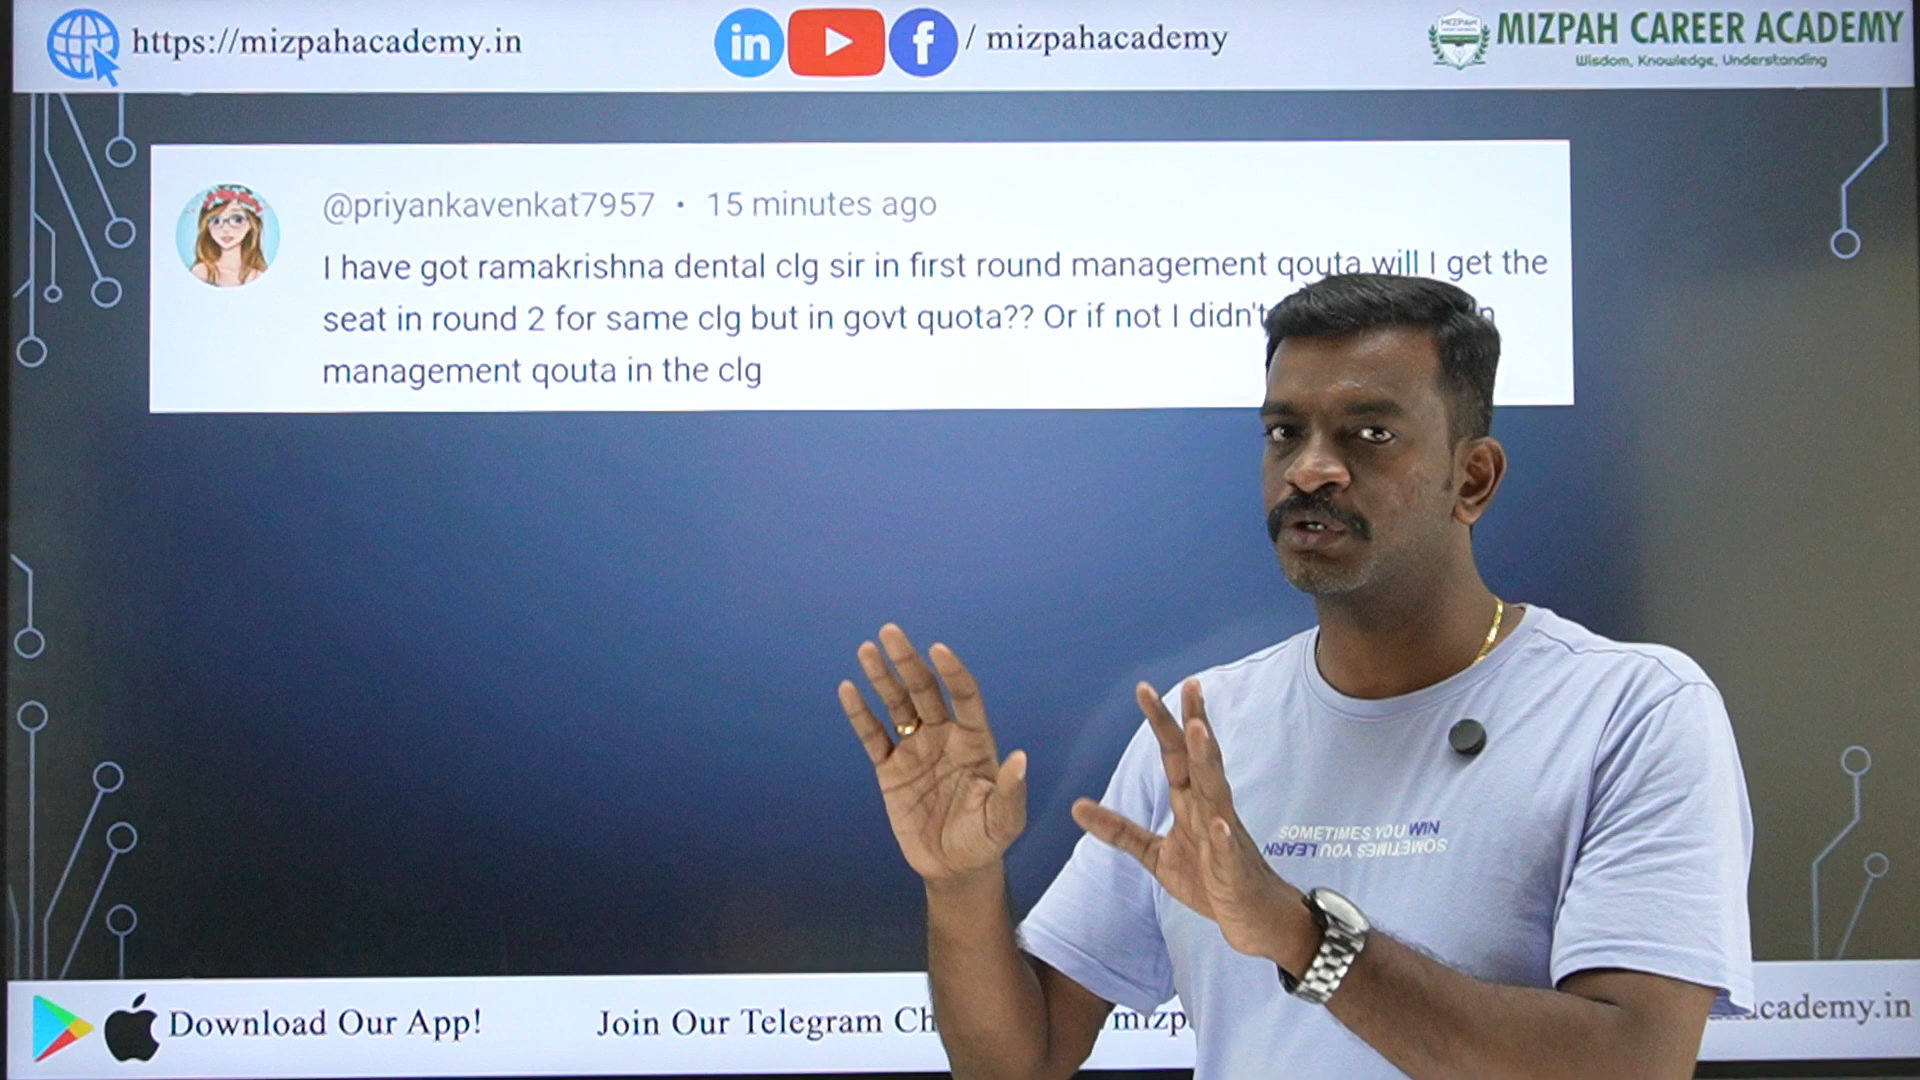 https://mizpahacademy.in
in f / mizpahacademy
MIZPAH CAREER ACADEMY
Wisdom, Knowledge, Understanding
@priyankavenkat7957 • 15 minutes ago
I have got ramakrishna dental clg sir in first round management qouta will I get the
seat in round 2 for same clg but in govt quota?? Or if not I didn't
management qouta in the clg
SOMETIMES YOU WIN
SOMETIMES YOU LEARN
Download Our App!
Join Our Telegram
academy.in